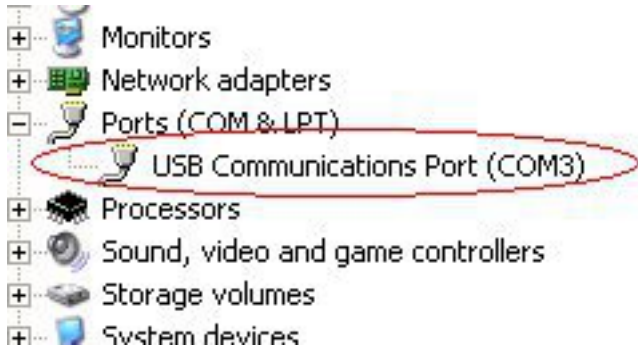 Monitors
Network adapters
Ports (COM & LPT)
USB Communications Port (COM3)
Processors
Sound, video and game controllers
Storage volumes
System devices